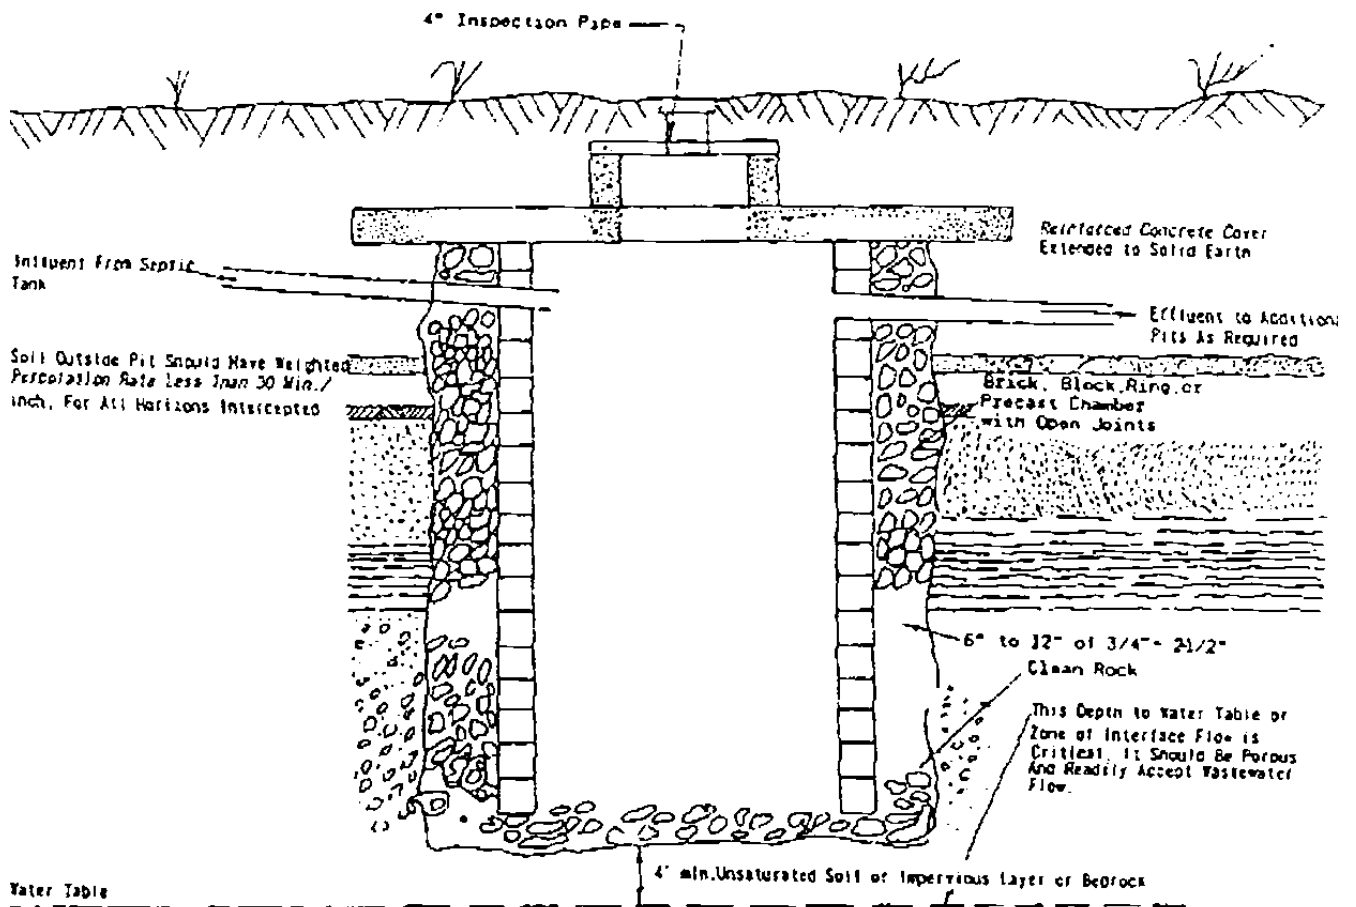 4" Inspection Pipe
Reinforced Concrete Cover
Extended to Solid Earth
Influent From Septic
Tank
Effluent to Additiona
Pits As Required
Soil Outside Pit Should Have Weighted
Percolation Rate Less Than 30 Min./
inch, For All Horizons Intercepted
Brick, Block, Ring, or
Precast Chamber
with Open Joints
6" to 12" of 3/4"- 2-1/2"
Clean Rock
This Depth to Water Table or
Zone of Interface Flow is
Critical. It Should Be Porous
And Readily Accept Wastewater
Flow.
4' min. Unsaturated Soil or Impervious Layer or Bedrock
Water Table